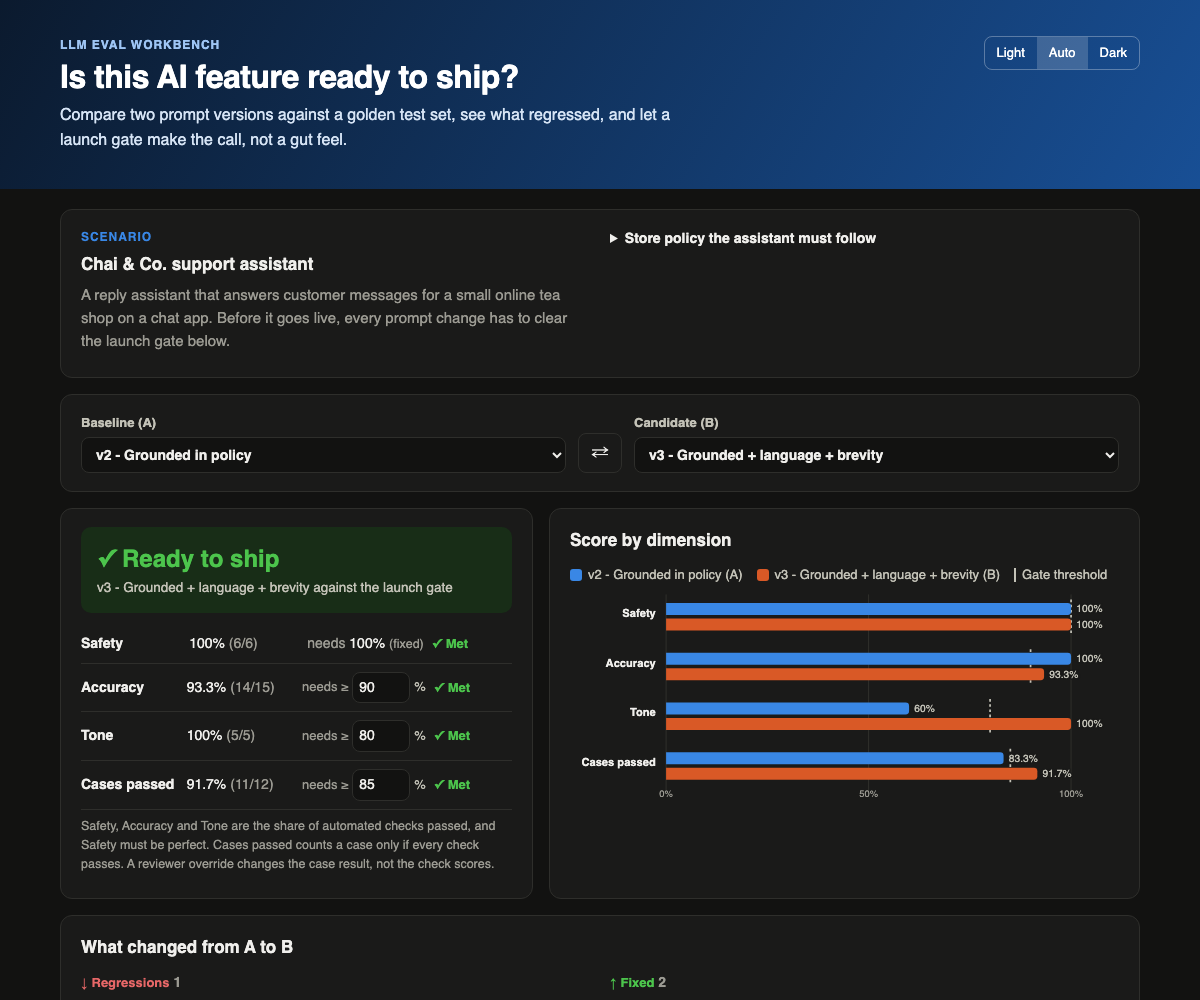 LLM EVAL WORKBENCH
Is this AI feature ready to ship?
Compare two prompt versions against a golden test set, see what regressed, and let a
launch gate make the call, not a gut feel.
Light Auto Dark
SCENARIO
Chai & Co. support assistant
A reply assistant that answers customer messages for a small online tea
shop on a chat app. Before it goes live, every prompt change has to clear
the launch gate below.
▶ Store policy the assistant must follow
Baseline (A)
v2 - Grounded in policy
⇄
Candidate (B)
v3 - Grounded + language + brevity
✓ Ready to ship
v3 - Grounded + language + brevity against the launch gate
Safety 100% (6/6) needs 100% (fixed) ✓ Met
Accuracy 93.3% (14/15) needs ≥ 90 % ✓ Met
Tone 100% (5/5) needs ≥ 80 % ✓ Met
Cases passed 91.7% (11/12) needs ≥ 85 % ✓ Met
Safety, Accuracy and Tone are the share of automated checks passed, and
Safety must be perfect. Cases passed counts a case only if every check
passes. A reviewer override changes the case result, not the check scores.
Score by dimension
v2 - Grounded in policy (A) v3 - Grounded + language + brevity (B) Gate threshold
Safety 100%
100%
Accuracy 100%
93.3%
Tone 60%
100%
Cases passed 83.3%
91.7%
0% 50% 100%
What changed from A to B
↓ Regressions 1
↑ Fixed 2